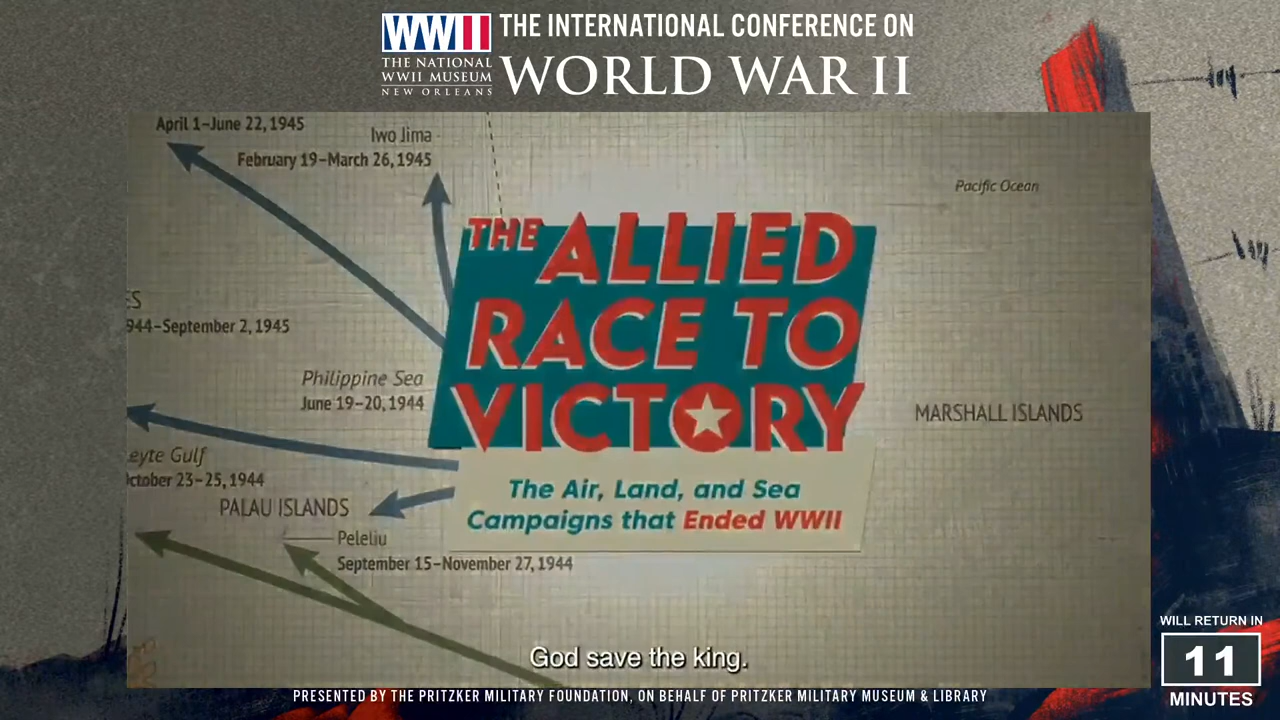 WWII
THE NATIONAL
WWII MUSEUM
NEW ORLEANS
THE INTERNATIONAL CONFERENCE ON
WORLD WAR II
April 1–June 22, 1945
Iwo Jima
February 19–March 26, 1945
Pacific Ocean
THE ALLIED
RACE TO
VICTORY
ES
944–September 2, 1945
Philippine Sea
June 19–20, 1944
MARSHALL ISLANDS
eyte Gulf
October 23–25, 1944
PALAU ISLANDS
Peleliu
September 15–November 27, 1944
The Air, Land, and Sea
Campaigns that Ended WWII
God save the king.
WILL RETURN IN
11
MINUTES
PRESENTED BY THE PRITZKER MILITARY FOUNDATION, ON BEHALF OF PRITZKER MILITARY MUSEUM & LIBRARY